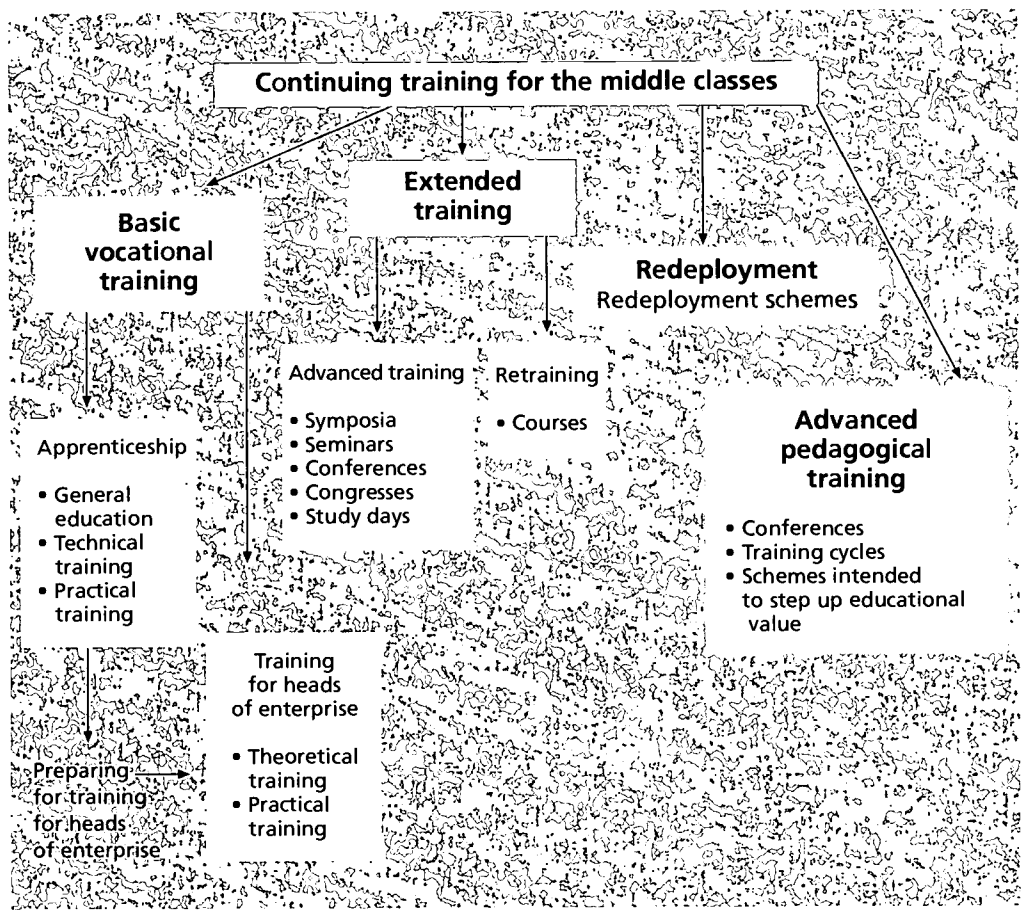 Continuing training for the middle classes
Basic
vocational
training
Extended
training
Redeployment
Redeployment schemes
Advanced
pedagogical
training
• Conferences
• Training cycles
• Schemes intended
to step up educational
value
Advanced training
• Symposia
• Seminars
• Conferences
• Congresses
• Study days
Retraining
• Courses
Apprenticeship
• General
education
• Technical
training
• Practical
training
Preparing
for training
for heads
of enterprise
Training
for heads
of enterprise
• Theoretical
training
• Practical
training